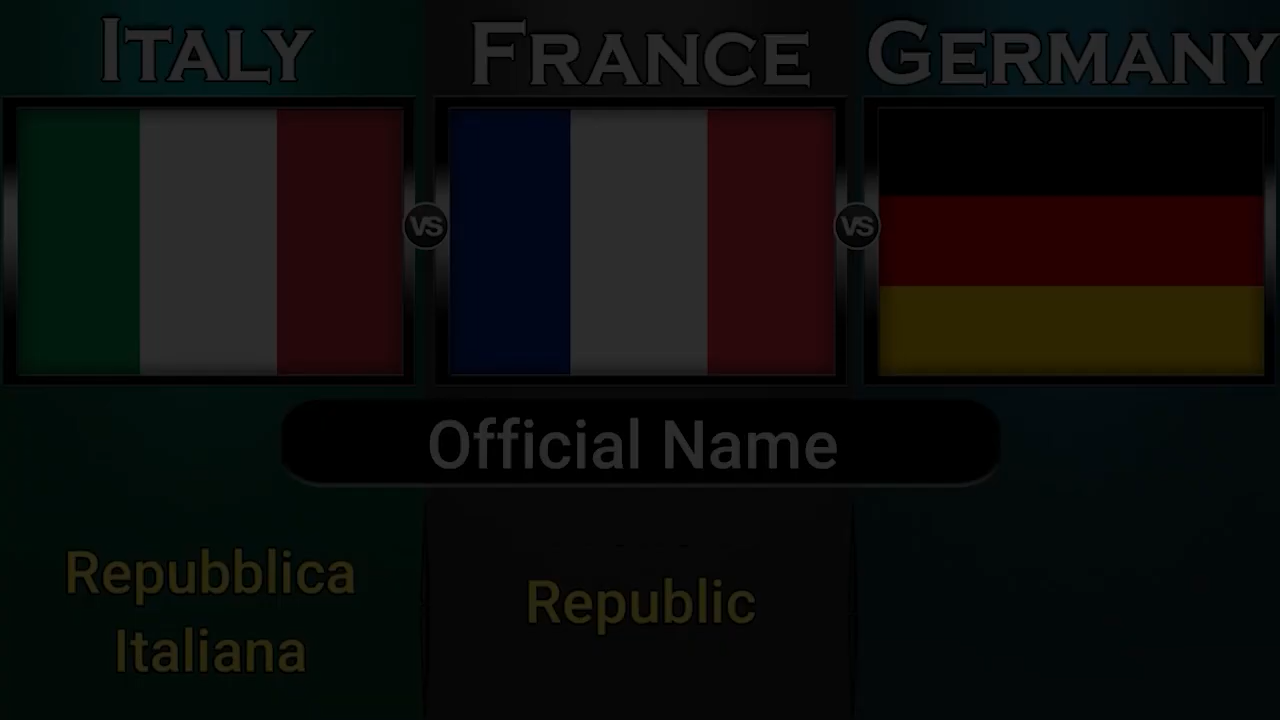 ITALY
FRANCE
GERMANY
VS
VS
Official Name
Repubblica
Italiana
Republic